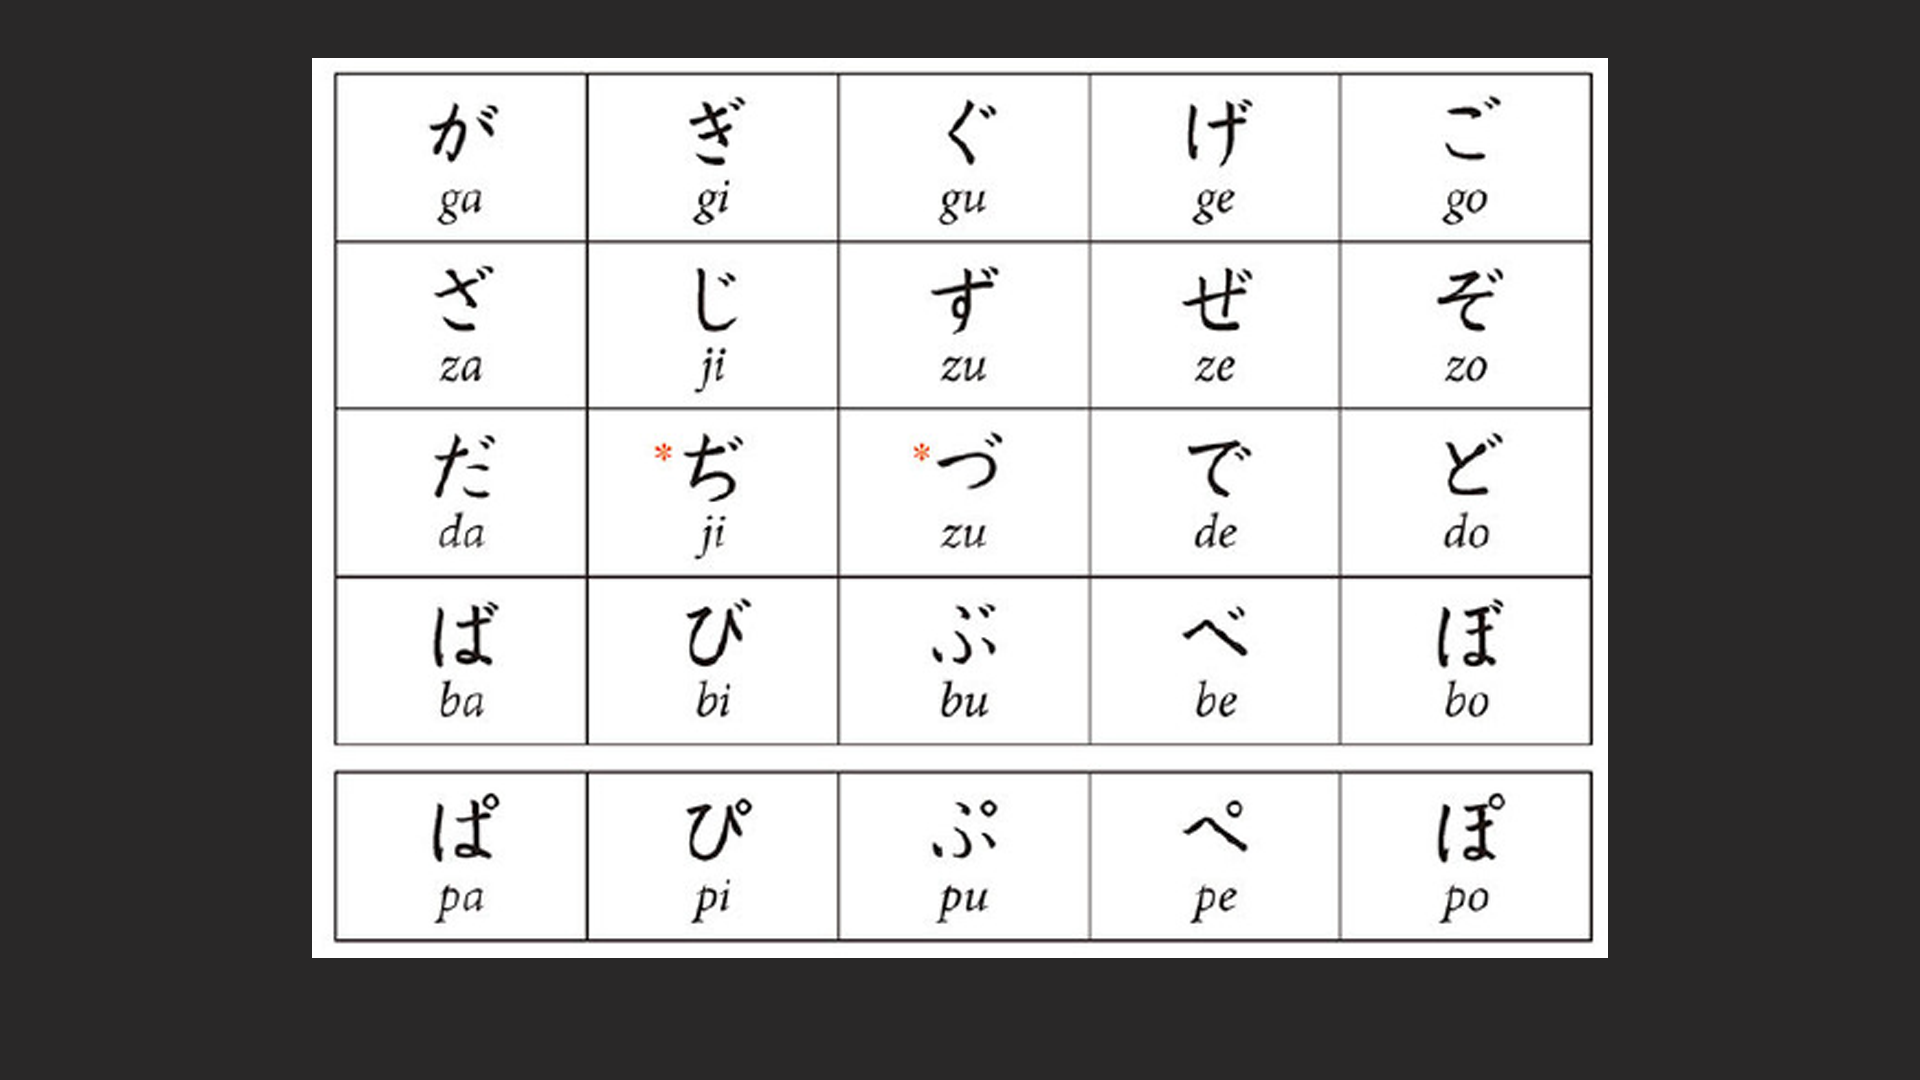 が ぎ ぐ げ ご
ga gi gu ge go
ざ じ ず ぜ ぞ
za ji zu ze zo
だ *ぢ *づ で ど
da ji zu de do
ば び ぶ べ ぼ
ba bi bu be bo
ぱ ぴ ぷ ぺ ぽ
pa pi pu pe po